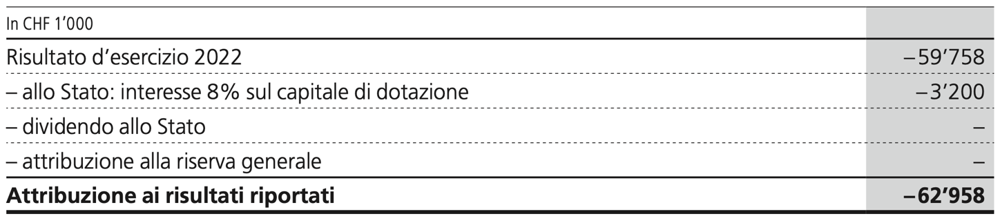 In CHF 1’000
Risultato d’esercizio 2022 –59’758
– allo Stato: interesse 8% sul capitale di dotazione –3’200
– dividendo allo Stato –
– attribuzione alla riserva generale –
Attribuzione ai risultati riportati –62’958